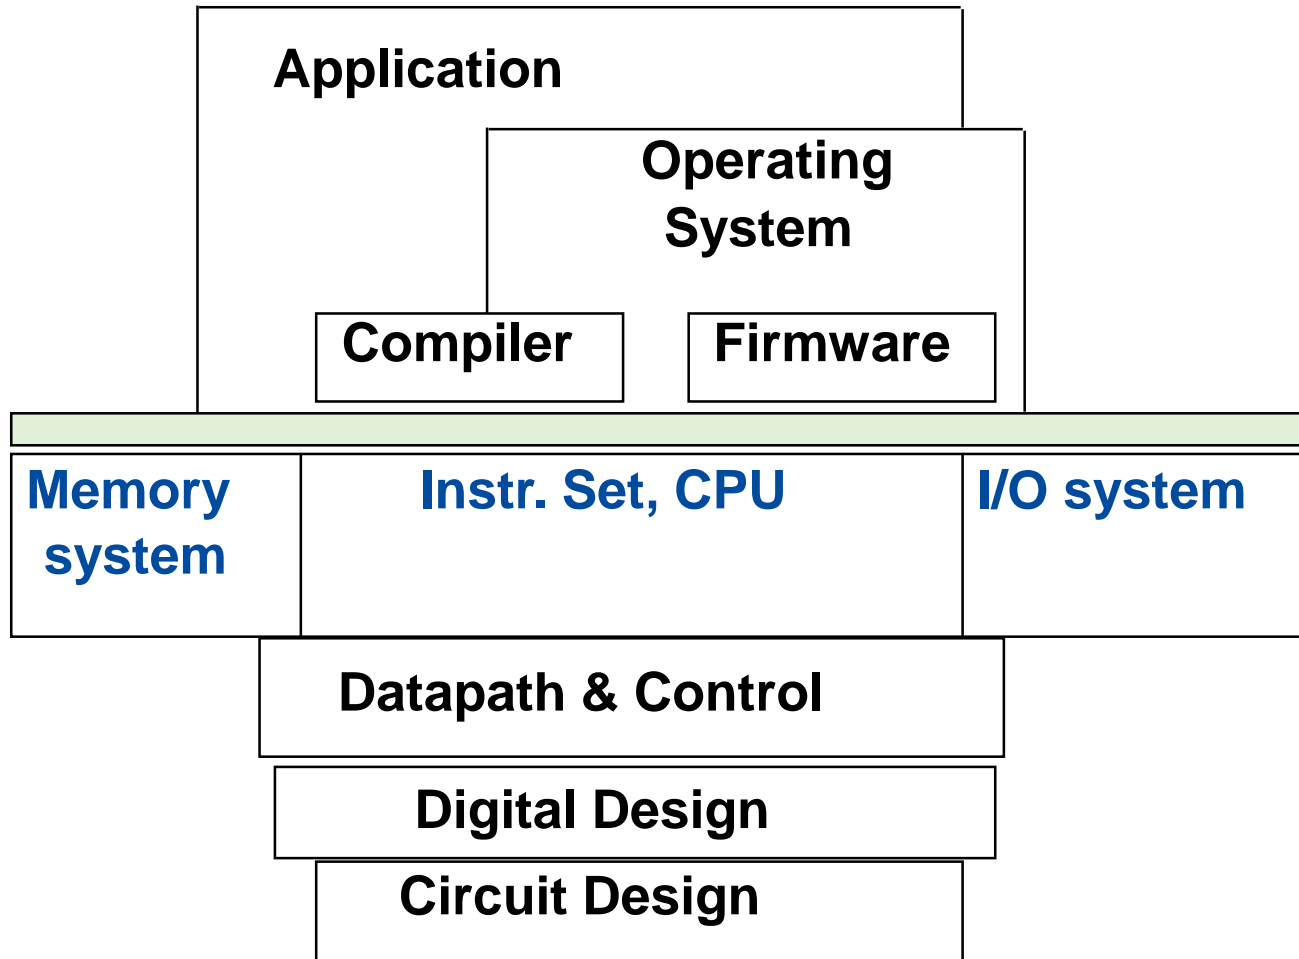 Application
Operating
System
Compiler
Firmware
Memory
system
Instr. Set, CPU
I/O system
Datapath & Control
Digital Design
Circuit Design